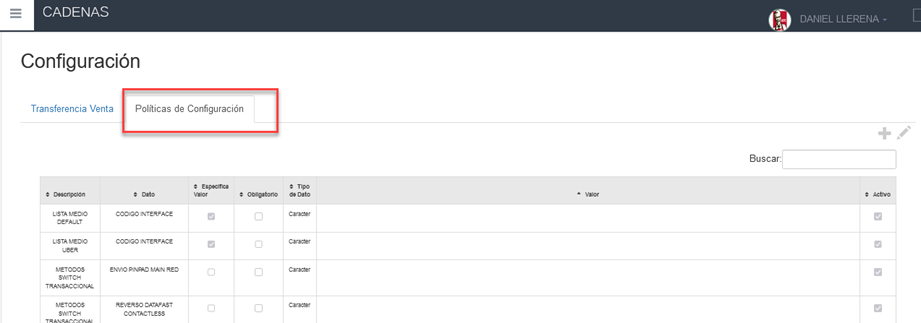 CADENAS
DANIEL LLERENA
Configuración
Transferencia Venta
Políticas de Configuración
Buscar:
Descripción
Dato
Especifica Valor
Obligatorio
Tipo de Dato
Valor
Activo
LISTA MEDIO DEFAULT
CODIGO INTERFACE
Caracter
LISTA MEDIO UBER
CODIGO INTERFACE
Caracter
METODOS SWITCH TRANSACCIONAL
ENVIO PINPAD MAIN RED
Caracter
METODOS SWITCH TRANSACCIONAL
REVERSO DATAFAST CONTACTLESS
Caracter